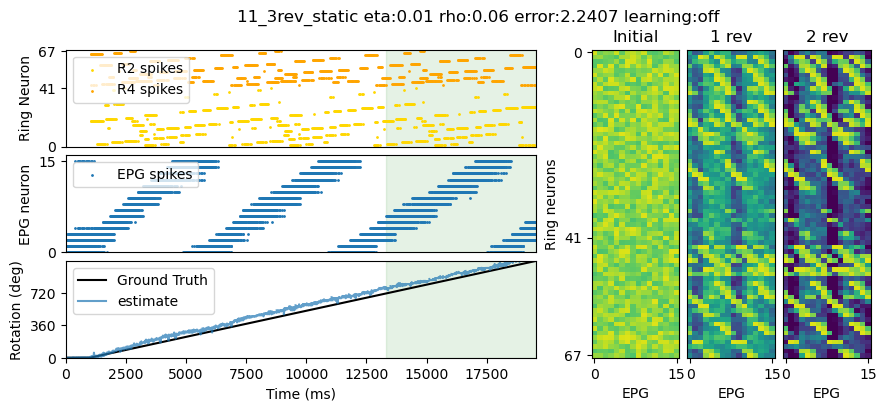 11_3rev_static eta:0.01 rho:0.06 error:2.2407 learning:off
Ring Neuron
67
41
0
R2 spikes
R4 spikes
EPG neuron
15
0
EPG spikes
Rotation (deg)
720
360
0
Ground Truth
estimate
0 2500 5000 7500 10000 12500 15000 17500
Time (ms)
Initial 1 rev 2 rev
Ring neurons
0
41
67
0 15 0 15 0 15
EPG EPG EPG